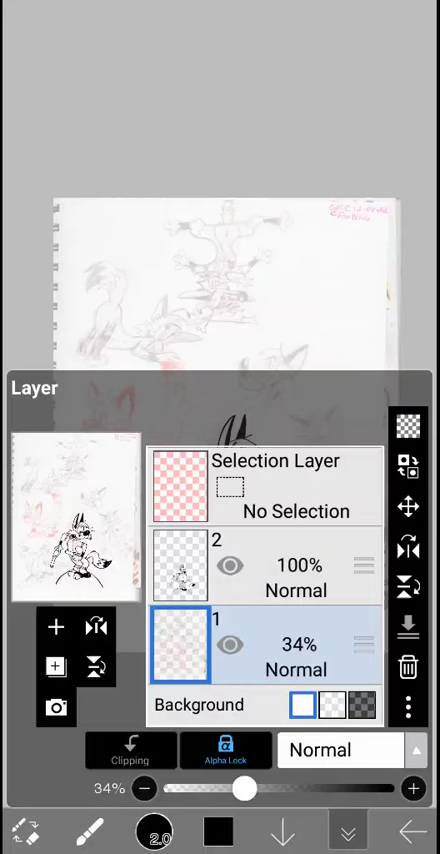 Layer
Selection Layer
No Selection
2
100%
Normal
1
34%
Normal
Background
Clipping
α
Alpha Lock
Normal
34%
2.0